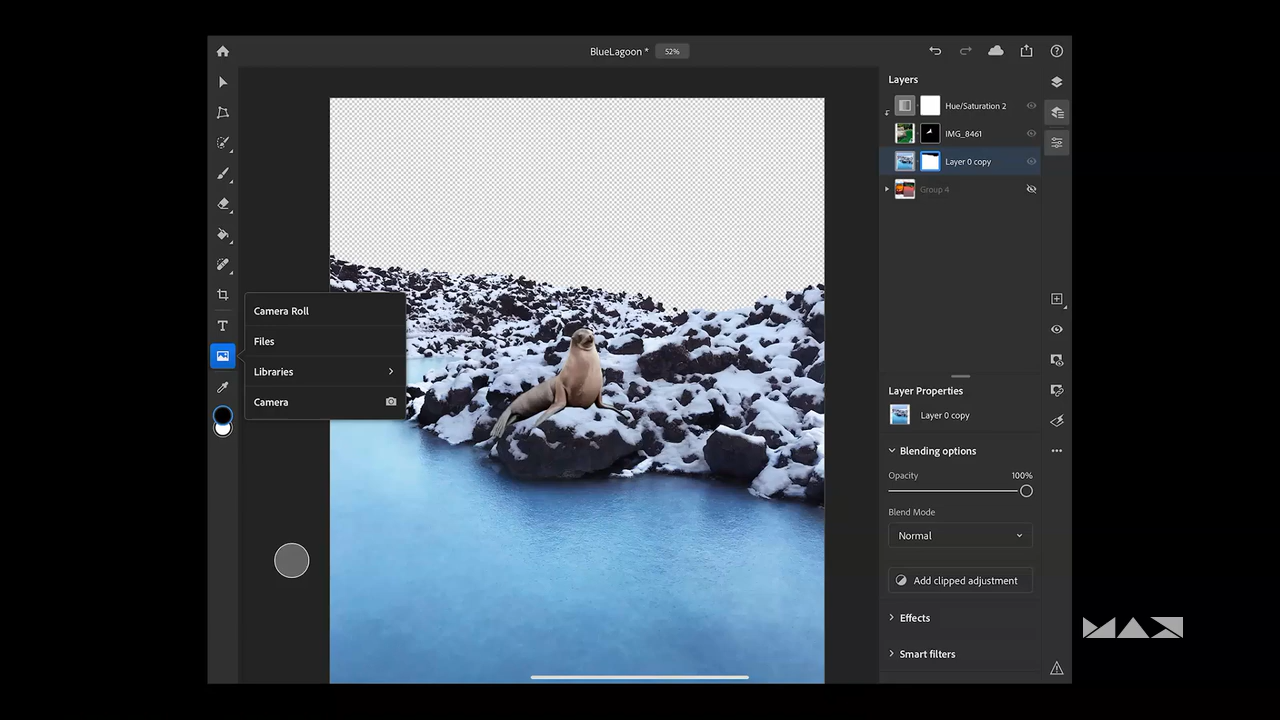 BlueLagoon * 52%
Layers
Hue/Saturation 2
IMG_8461
Layer 0 copy
Group 4
Camera Roll
Files
Libraries
Camera
T
Layer Properties
Layer 0 copy
Blending options
Opacity 100%
Blend Mode
Normal
Add clipped adjustment
Effects
Smart filters
MAX